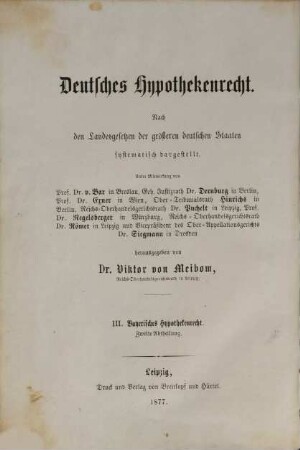 Deutsches Hypothekenrecht.
Nach
den Landesgesetzen der größeren deutschen Staaten
systematisch dargestellt.
Unter Mitwirkung von
Prof. Dr. v. Bar in Breslau, Geh. Justizrath Dr. Dernburg in Berlin,
Prof. Dr. Exner in Wien, Ober-Tribunalsrath Hinrichs in
Berlin, Reichs-Oberhandelsgerichtsrath Dr. Puchelt in Leipzig, Prof.
Dr. Regelsberger in Würzburg, Reichs-Oberhandelsgerichtsrath
Dr. Römer in Leipzig und Vicepräsident des Ober-Appellationsgerichts
Dr. Siegmann in Dresden
herausgegeben von
Dr. Viktor von Meibom,
Reichs-Oberhandelsgerichtsrath in Leipzig.
III. Bayerisches Hypothekenrecht.
Zweite Abtheilung.
Leipzig,
Druck und Verlag von Breitkopf und Härtel.
1877.